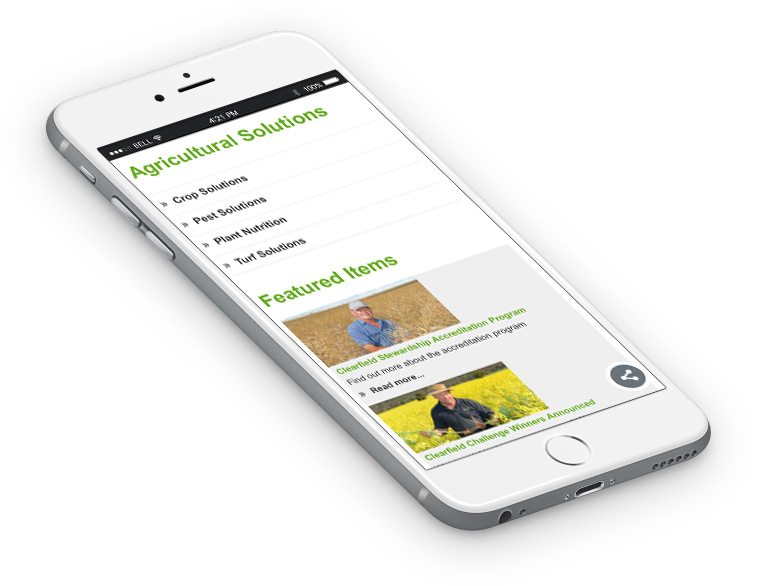 BELL
4:21 PM
100%
Agricultural Solutions
» Crop Solutions
» Pest Solutions
» Plant Nutrition
» Turf Solutions
Featured Items
Clearfield Stewardship Accreditation Program
Find out more about the accreditation program
» Read more...
Clearfield Challenge Winners Announced